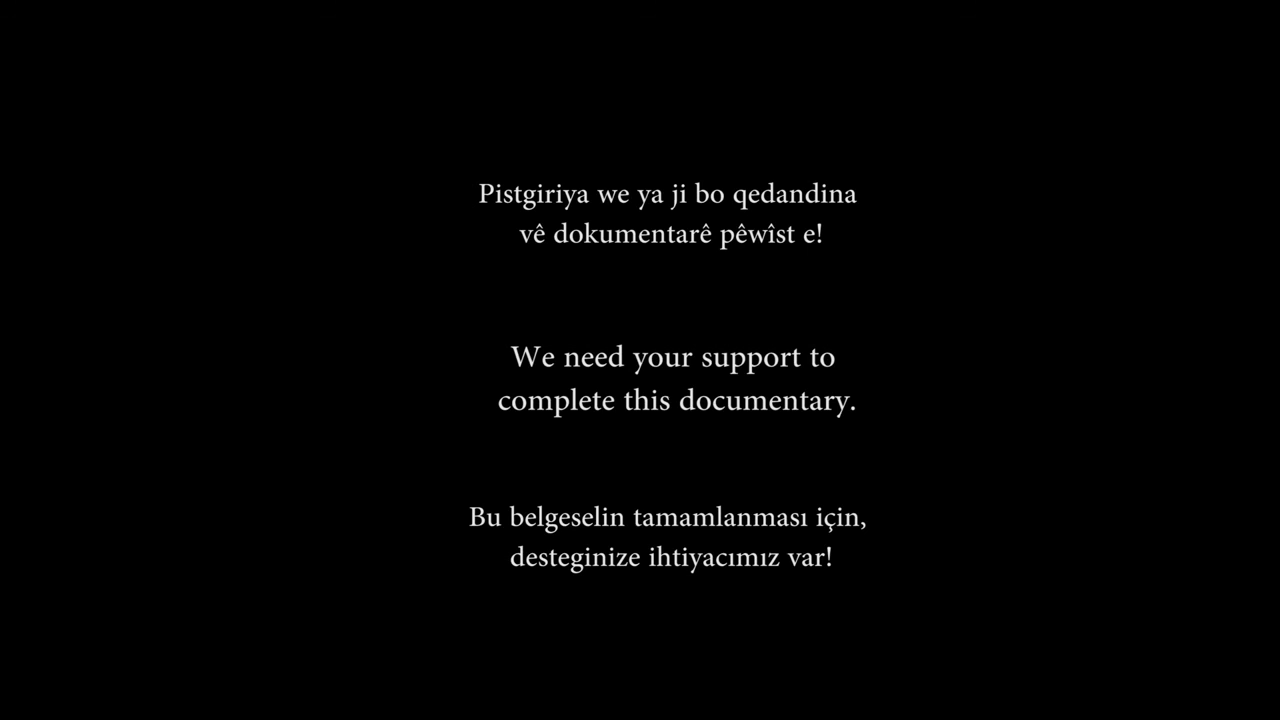 Pistgiriya we ya ji bo qedandina
vê dokumentarê pêwîst e!
We need your support to
complete this documentary.
Bu belgeselin tamamlanması için,
desteginize ihtiyacımız var!